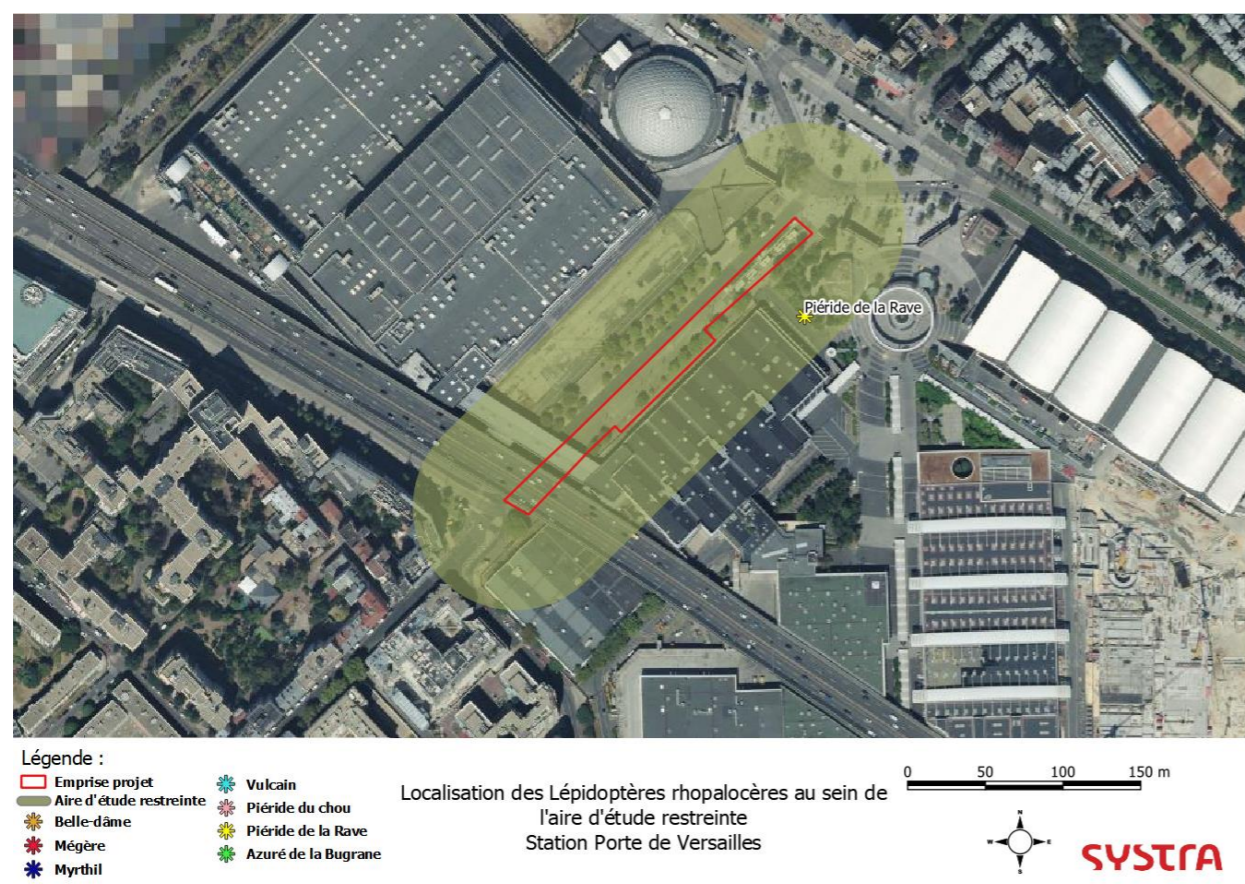 Piéride de la Rave
Légende :
Emprise projet
Aire d'étude restreinte
Belle-dâme
Mégère
Myrthil
Vulcain
Piéride du chou
Piéride de la Rave
Azuré de la Bugrane
Localisation des Lépidoptères rhopalocères au sein de
l'aire d'étude restreinte
Station Porte de Versailles
0 50 100 150 m
N
W E
S
SYSTRA